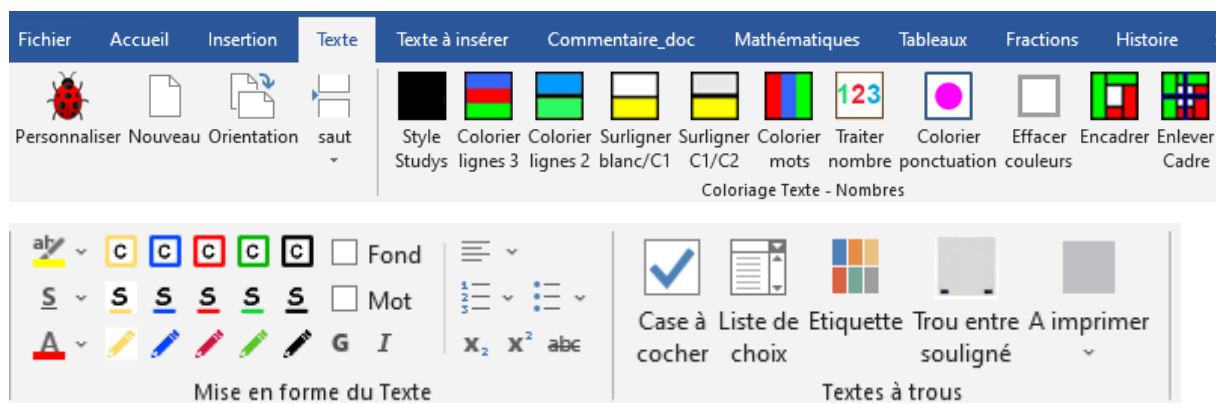 Fichier Accueil Insertion Texte Texte à insérer Commentaire_doc Mathématiques Tableaux Fractions Histoire
123
Personnaliser Nouveau Orientation saut Style Colorier Colorier Surligner Surligner Colorier Traiter Colorier Effacer Encadrer Enlever
Studys lignes 3 lignes 2 blanc/C1 C1/C2 mots nombre ponctuation couleurs Cadre
Coloriage Texte - Nombres
ab C C C C C Fond
S S S S S S Mot
1 2 3
Case à Liste de Etiquette Trou entre A imprimer
A G I X₂ X² abc
cocher choix souligné
Mise en forme du Texte Textes à trous